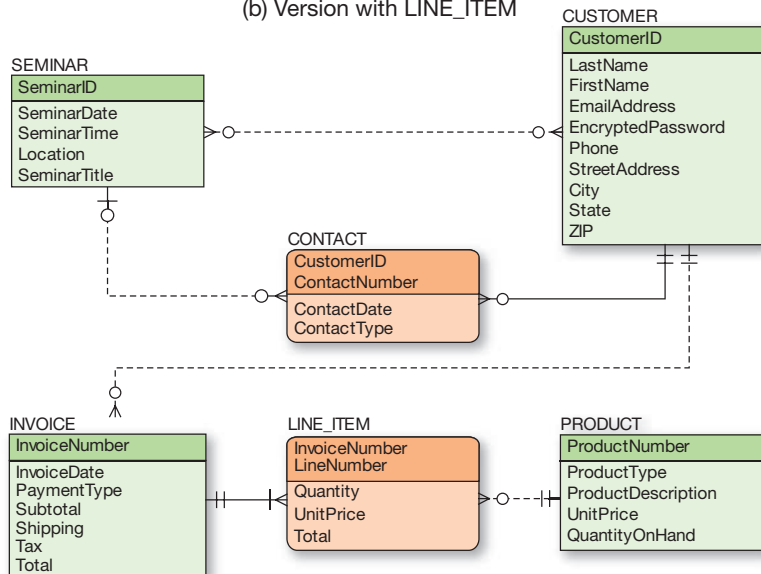 (b) Version with LINE_ITEM
SEMINAR
SeminarID
SeminarDate
SeminarTime
Location
SeminarTitle
CUSTOMER
CustomerID
LastName
FirstName
EmailAddress
EncryptedPassword
Phone
StreetAddress
City
State
ZIP
CONTACT
CustomerID
ContactNumber
ContactDate
ContactType
INVOICE
InvoiceNumber
InvoiceDate
PaymentType
Subtotal
Shipping
Tax
Total
LINE_ITEM
InvoiceNumber
LineNumber
Quantity
UnitPrice
Total
PRODUCT
ProductNumber
ProductType
ProductDescription
UnitPrice
QuantityOnHand